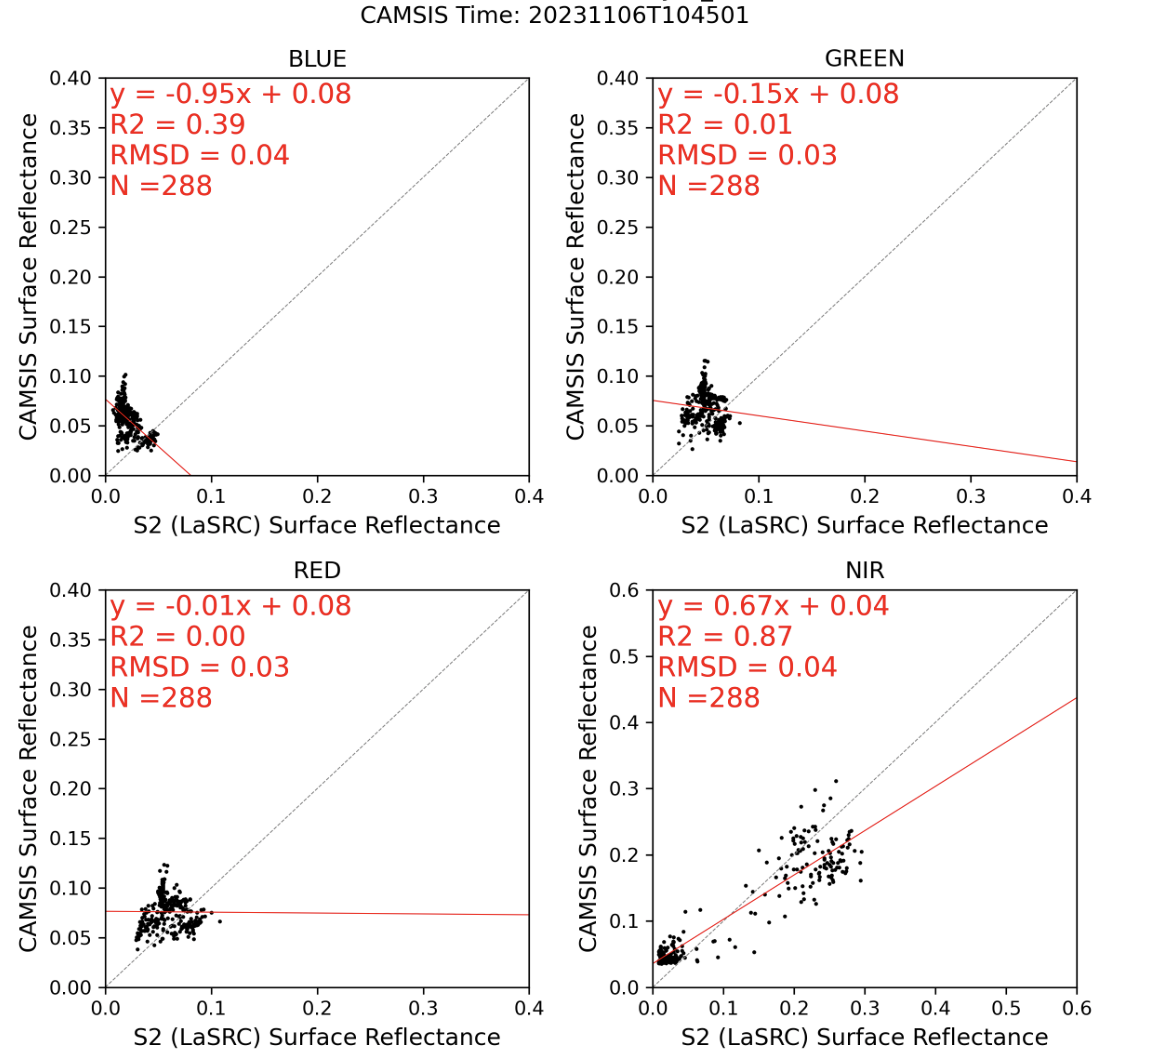 CAMSIS Time: 20231106T104501
BLUE
y = -0.95x + 0.08
R2 = 0.39
RMSD = 0.04
N =288
CAMSIS Surface Reflectance
0.40
0.35
0.30
0.25
0.20
0.15
0.10
0.05
0.00
0.0 0.1 0.2 0.3 0.4
S2 (LaSRC) Surface Reflectance
GREEN
y = -0.15x + 0.08
R2 = 0.01
RMSD = 0.03
N =288
CAMSIS Surface Reflectance
0.40
0.35
0.30
0.25
0.20
0.15
0.10
0.05
0.00
0.0 0.1 0.2 0.3 0.4
S2 (LaSRC) Surface Reflectance
RED
y = -0.01x + 0.08
R2 = 0.00
RMSD = 0.03
N =288
CAMSIS Surface Reflectance
0.40
0.35
0.30
0.25
0.20
0.15
0.10
0.05
0.00
0.0 0.1 0.2 0.3 0.4
S2 (LaSRC) Surface Reflectance
NIR
y = 0.67x + 0.04
R2 = 0.87
RMSD = 0.04
N =288
CAMSIS Surface Reflectance
0.6
0.5
0.4
0.3
0.2
0.1
0.0
0.0 0.1 0.2 0.3 0.4 0.5 0.6
S2 (LaSRC) Surface Reflectance